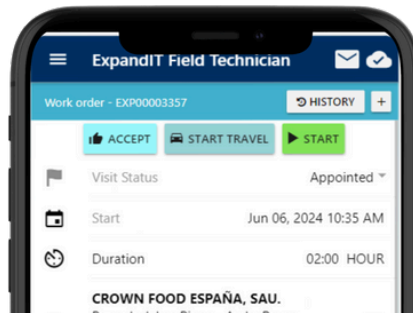 ExpandIT Field Technician
Work order - EXP00003357 HISTORY +
ACCEPT START TRAVEL START
Visit Status Appointed
Start Jun 06, 2024 10:35 AM
Duration 02:00 HOUR
CROWN FOOD ESPAÑA, SAU.